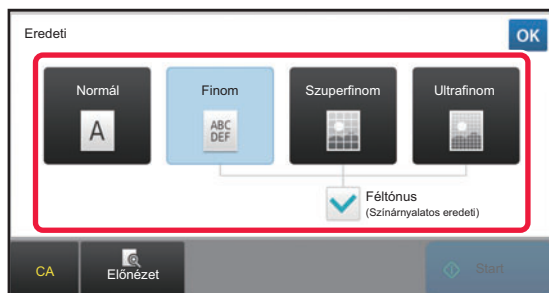 Eredeti
OK
Normál
Finom
Szuperfinom
Ultrafinom
A
ABC
DEF
Féltónus
(Színárnyalatos eredeti)
CA
Előnézet
Start